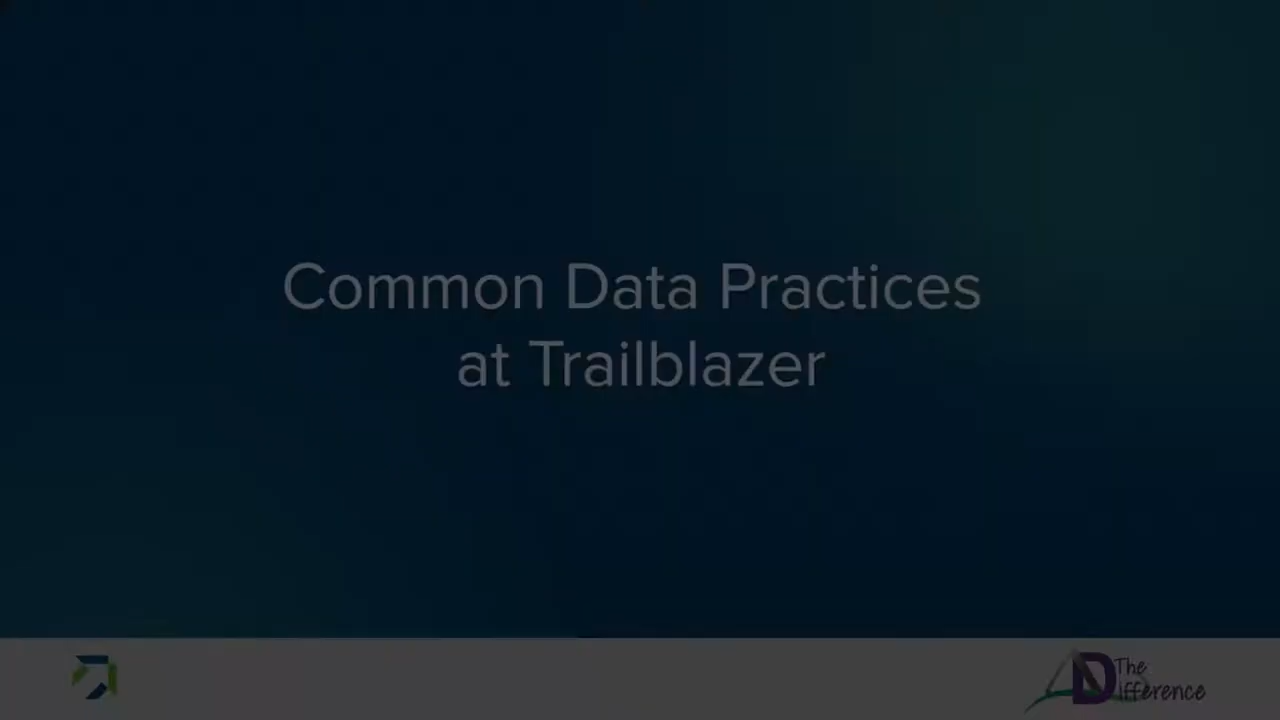 Common Data Practices
at Trailblazer
The
Difference